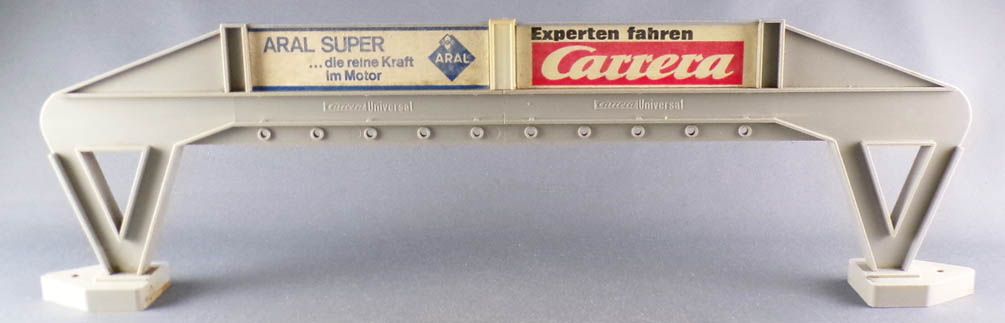 ARAL SUPER
...die reine Kraft
im Motor
ARAL
Experten fahren
Carrera
Carrera Universal
Carrera Universal